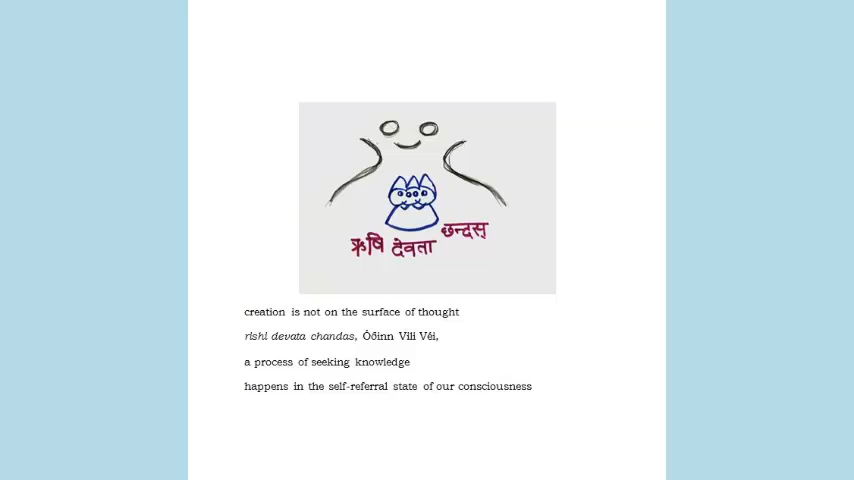 ऋषि देवता छन्दस्
creation is not on the surface of thought
rishi devata chandas, Óðinn Vili Véi,
a process of seeking knowledge
happens in the self-referral state of our consciousness